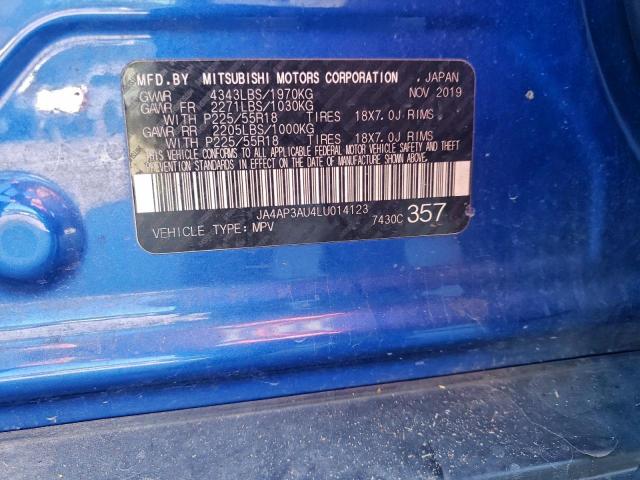 MFD.BY MITSUBISHI MOTORS CORPORATION , JAPAN
GVWR 4343LBS/1970KG NOV 2019
GAWR FR 2271LBS/1030KG
WITH P225/55R18 TIRES 18X7.0J RIMS
GAWR RR 2205LBS/1000KG
WITH P225/55R18 TIRES 18X7.0J RIMS
THIS VEHICLE CONFORMS TO ALL APPLICABLE FEDERAL MOTOR VEHICLE SAFETY AND THEFT
PREVENTION STANDARDS IN EFFECT ON THE DATE OF MANUFACTURE SHOWN ABOVE.
JA4AP3AU4LU014123
VEHICLE TYPE: MPV 7430C 357